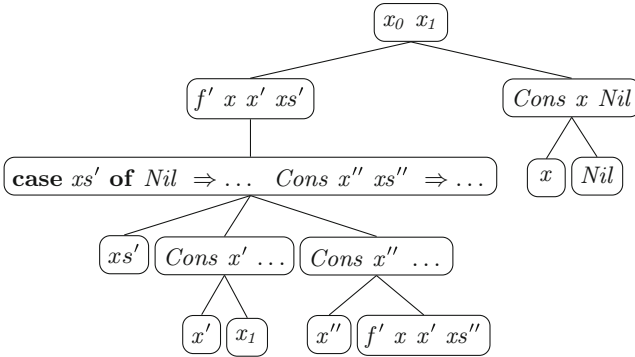 x₀ x₁
f′ x x′ xs′
Cons x Nil
case xs′ of Nil ⇒ … Cons x″ xs″ ⇒ …
x
Nil
xs′
Cons x′ …
Cons x″ …
x′
x₁
x″
f′ x x′ xs″